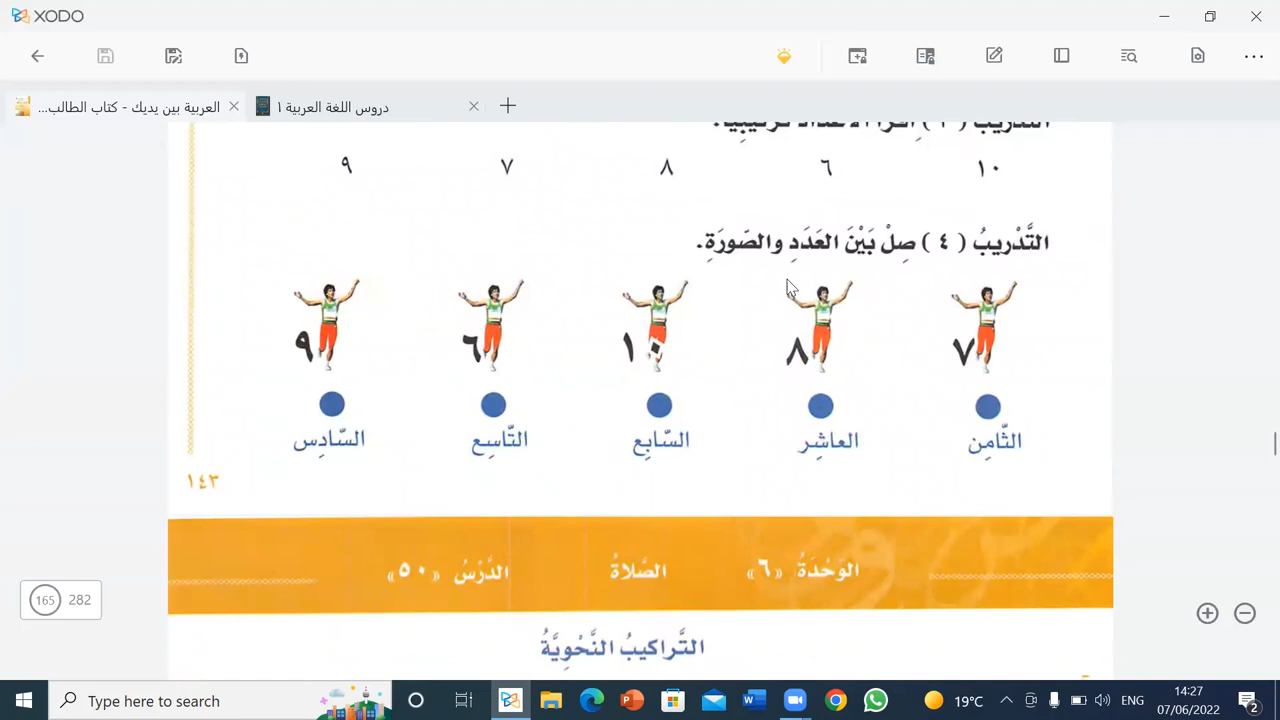 XODO
العربية بين يديك - كتاب الطالب...
دروس اللغة العربية ١
١٠ ٦ ٨ ٧ ٩
التَّدْرِيبُ ( ٤ ) صِلْ بَيْنَ العَدَدِ والصّورَةِ.
٧ ٨ ١٠ ٦ ٩
الثّامِن العاشِر السّابِع التّاسِع السّادِس
١٤٣
الوَحْدَةُ «٦» الصَّلاةُ الدَّرْسُ «٥٠»
التَّراكيبُ النَّحْوِيَّةُ
165 282
Type here to search
19°C
ENG
14:27
07/06/2022
2